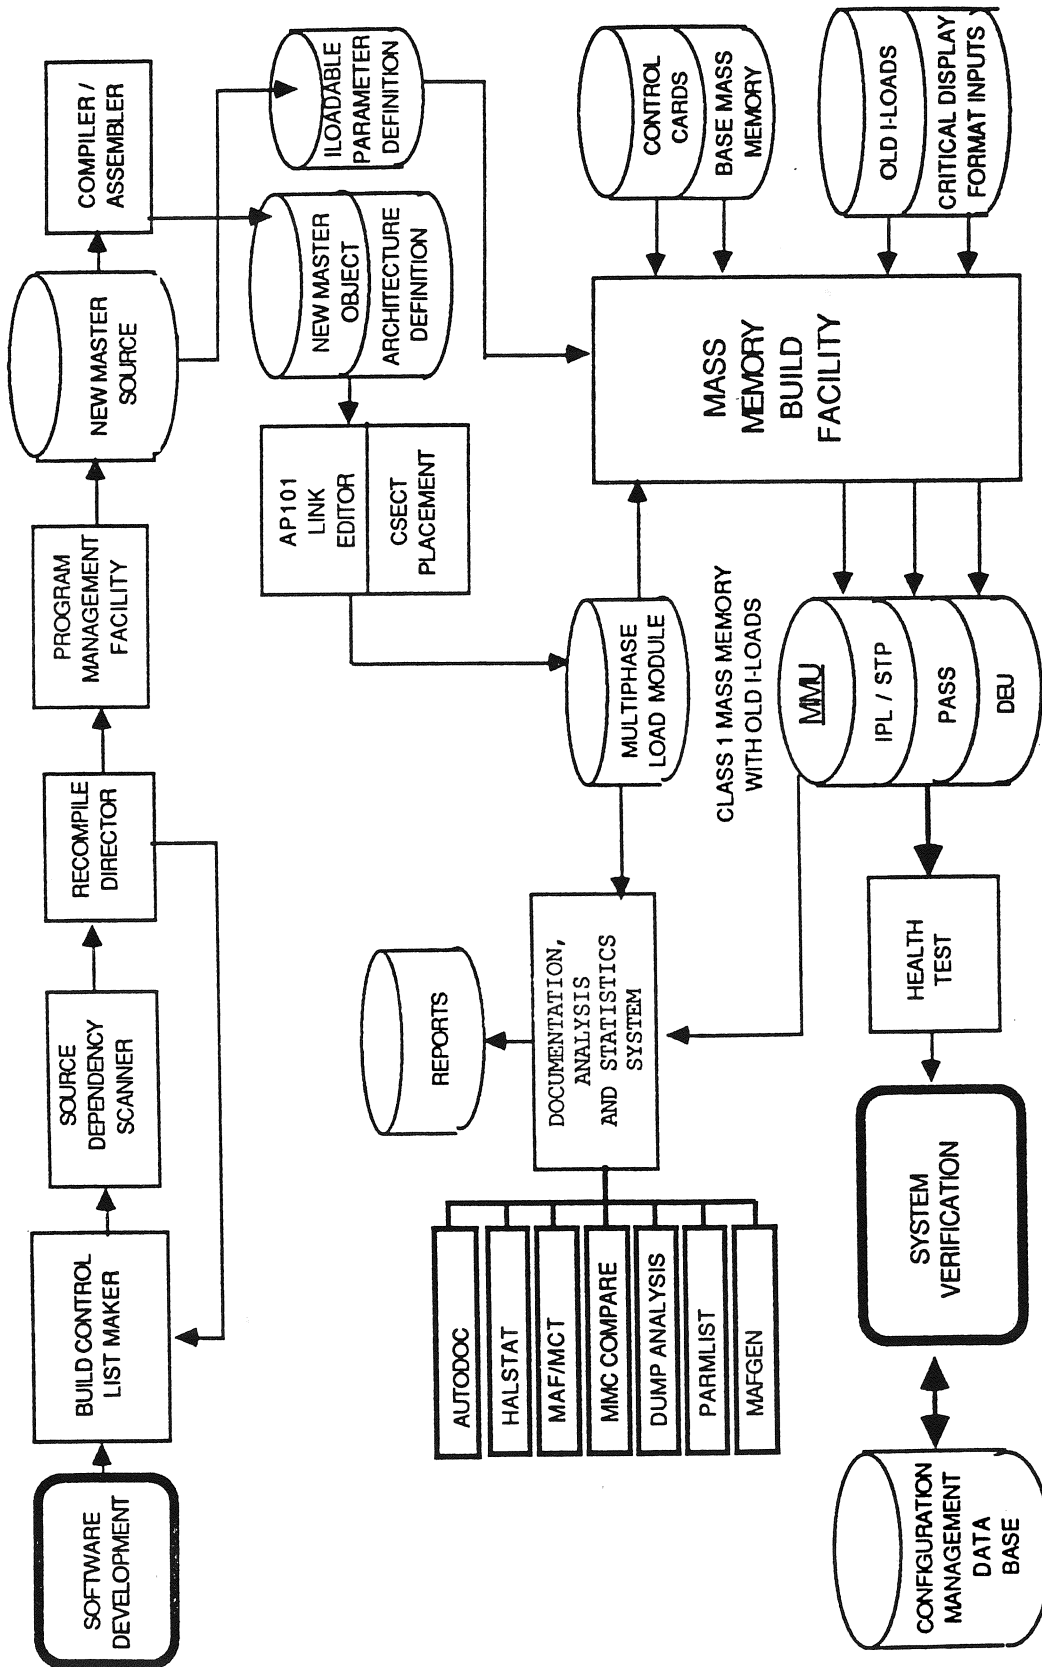 SOFTWARE
DEVELOPMENT
BUILD CONTROL
LIST MAKER
SOURCE
DEPENDENCY
SCANNER
RECOMPILE
DIRECTOR
PROGRAM
MANAGEMENT
FACILITY
NEW MASTER
SOURCE
COMPILER /
ASSEMBLER
ILOADABLE
PARAMETER
DEFINITION
NEW MASTER
OBJECT
ARCHITECTURE
DEFINITION
AP101
LINK
EDITOR
CSECT
PLACEMENT
REPORTS
AUTODOC
HALSTAT
MAF/MCT
MMC COMPARE
DUMP ANALYSIS
PARMLIST
MAFGEN
DOCUMENTATION,
ANALYSIS
AND STATISTICS
SYSTEM
MULTIPHASE
LOAD MODULE
CONTROL
CARDS
BASE MASS
MEMORY
MASS
MEMORY
BUILD
FACILITY
OLD I-LOADS
CRITICAL DISPLAY
FORMAT INPUTS
CLASS 1 MASS MEMORY
WITH OLD I-LOADS
MMU
IPL / STP
PASS
DEU
HEALTH
TEST
SYSTEM
VERIFICATION
CONFIGURATION
MANAGEMENT
DATA
BASE